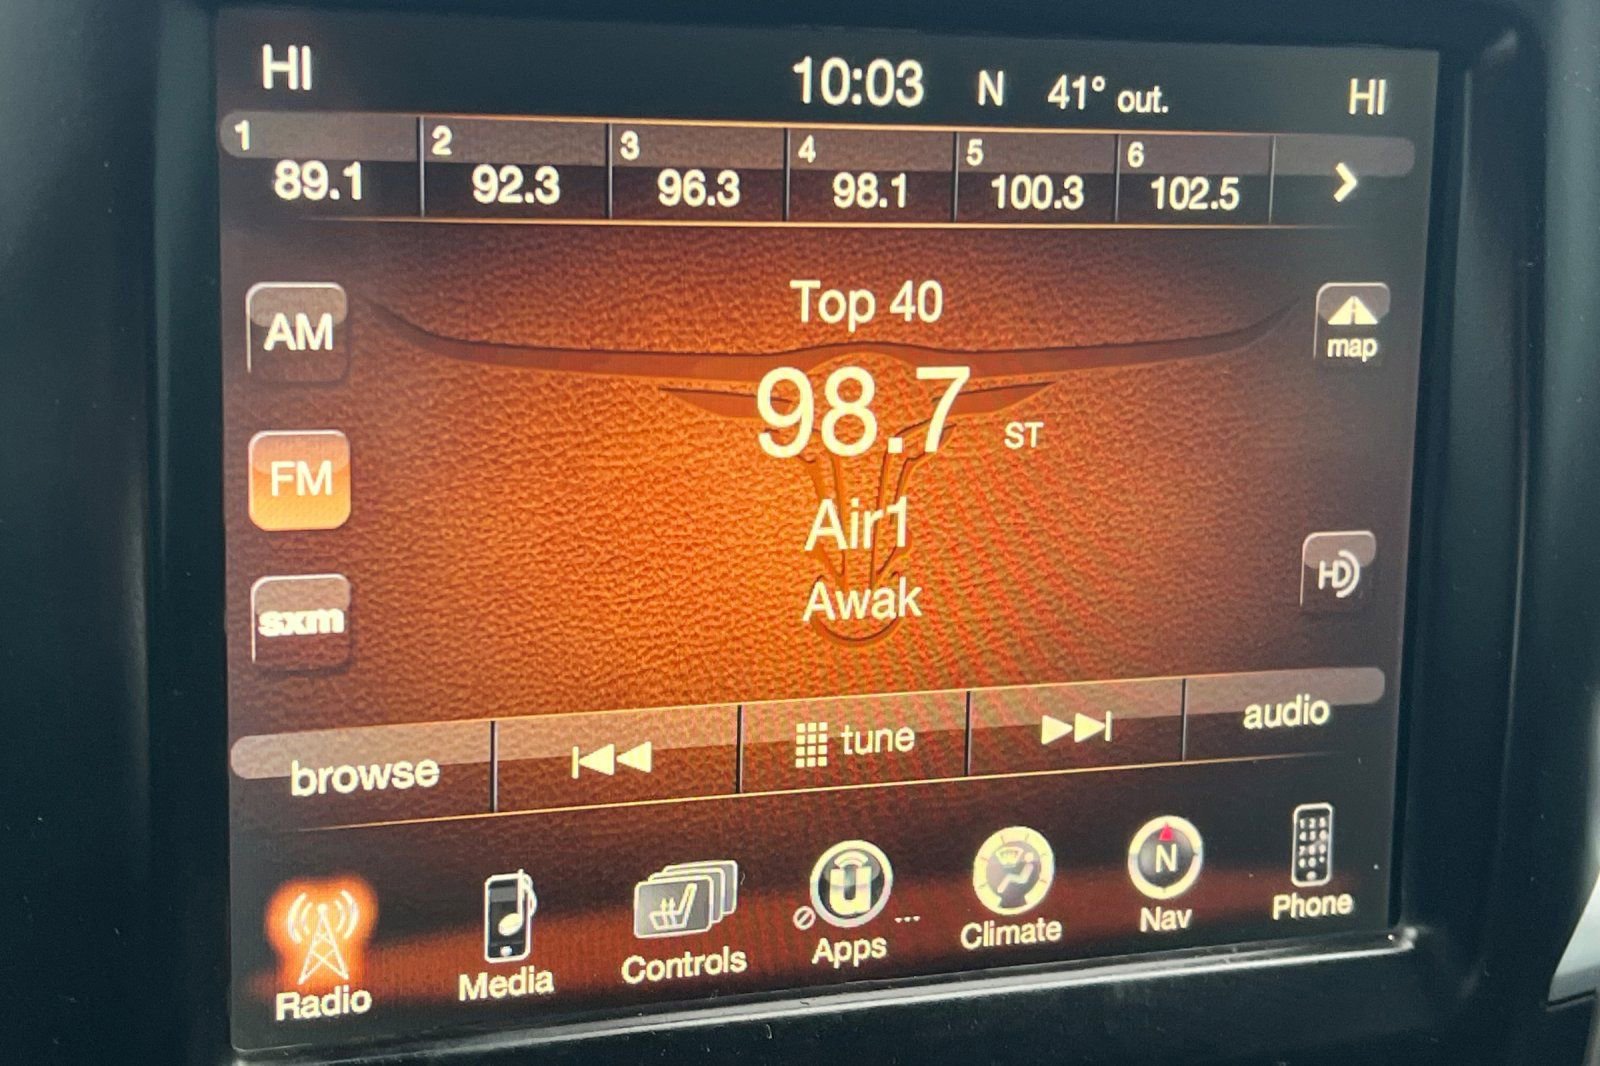 HI 10:03 N 41° out. HI
1 2 3 4 5 6
89.1 92.3 96.3 98.1 100.3 102.5
Top 40
AM
map
98.7 ST
FM
Air1
HD
Awak
sxm
browse tune audio
N
Radio Media Controls Apps ... Climate Nav Phone